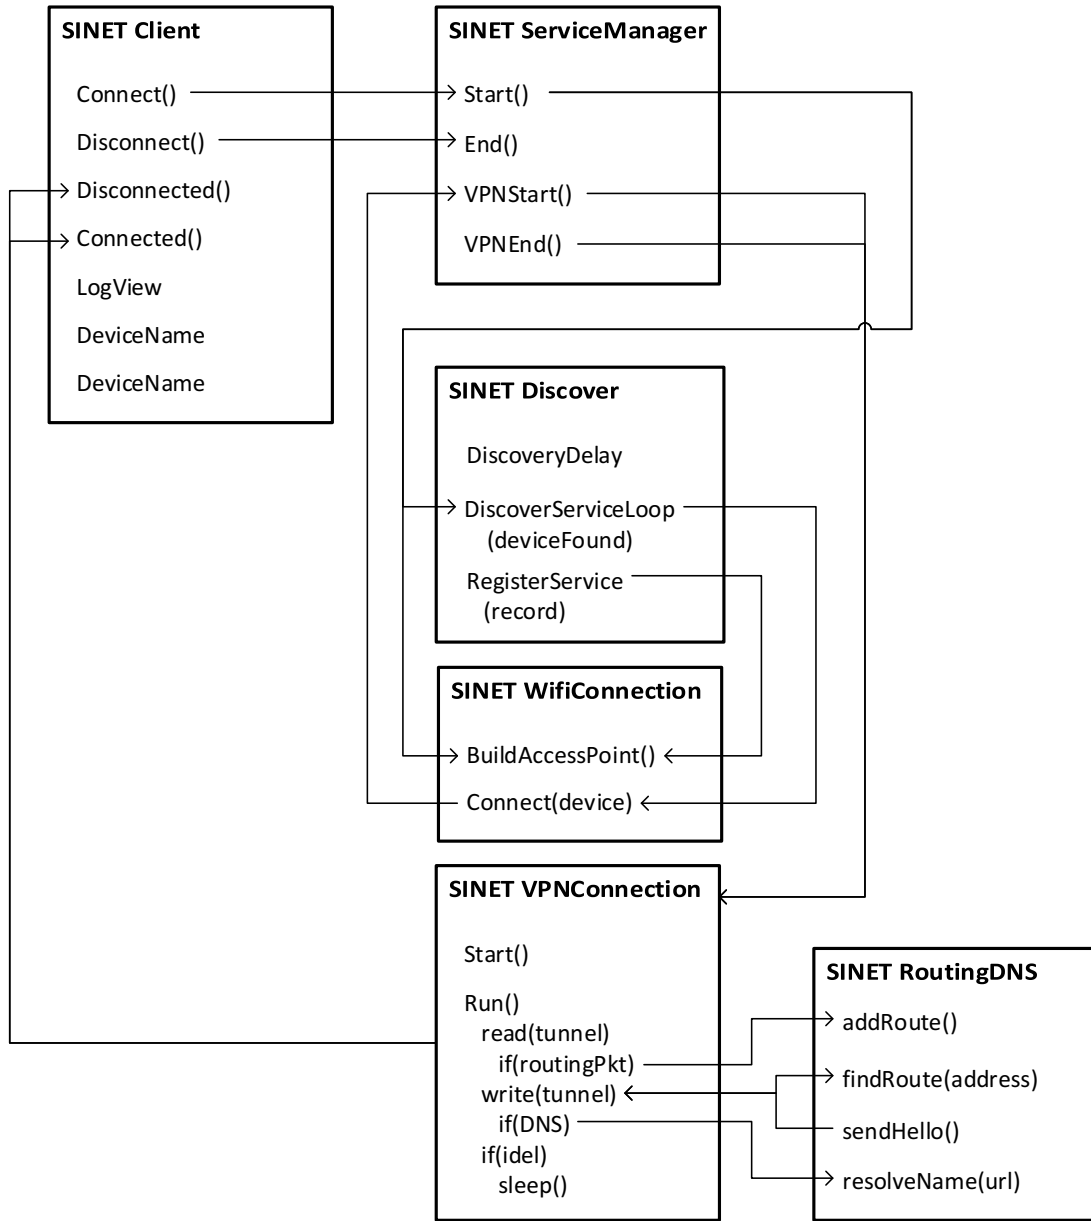 SINET Client
Connect()
Disconnect()
Disconnected()
Connected()
LogView
DeviceName
DeviceName
SINET ServiceManager
Start()
End()
VPNStart()
VPNEnd()
SINET Discover
DiscoveryDelay
DiscoverServiceLoop
(deviceFound)
RegisterService
(record)
SINET WifiConnection
BuildAccessPoint()
Connect(device)
SINET VPNConnection
Start()
Run()
read(tunnel)
if(routingPkt)
write(tunnel)
if(DNS)
if(idel)
sleep()
SINET RoutingDNS
addRoute()
findRoute(address)
sendHello()
resolveName(url)